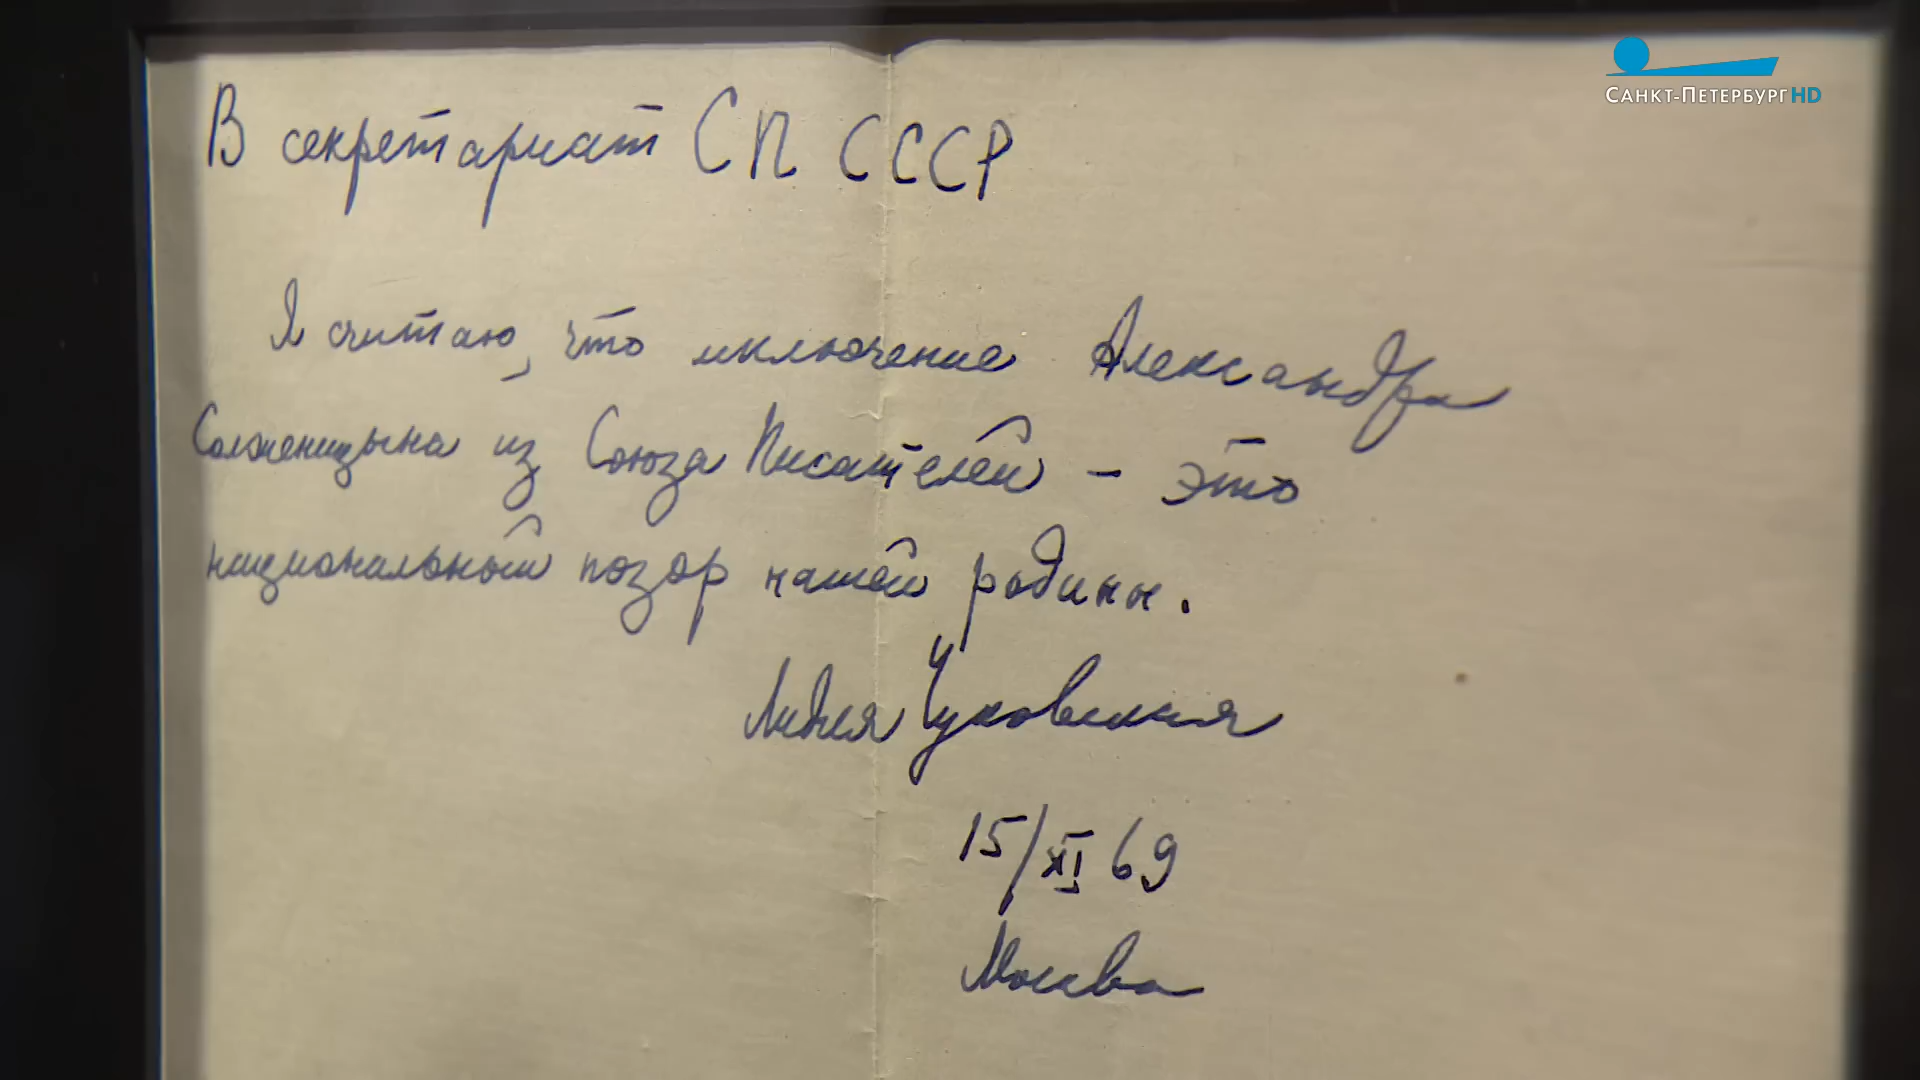 САНКТ-ПЕТЕРБУРГ HD
В секретариат СП СССР
Я считаю, что исключение Александра
Солженицына из Союза Писателей - это
национальный позор нашей родины.
Лидия Чуковская
15/XI 69
Москва